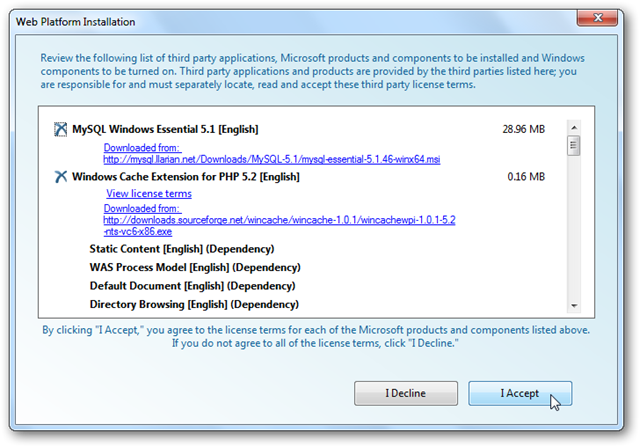 Web Platform Installation
Review the following list of third party applications, Microsoft products and components to be installed and Windows
components to be turned on. Third party applications and products are provided by the third parties listed here; you
are responsible for and must separately locate, read and accept these third party license terms.
MySQL Windows Essential 5.1 [English] 28.96 MB
Downloaded from:
http://mysql.llarian.net/Downloads/MySQL-5.1/mysql-essential-5.1.46-winx64.msi
Windows Cache Extension for PHP 5.2 [English] 0.16 MB
View license terms
Downloaded from:
http://downloads.sourceforge.net/wincache/wincache-1.0.1/wincachewpi-1.0.1-5.2
-nts-vc6-x86.exe
Static Content [English] (Dependency)
WAS Process Model [English] (Dependency)
Default Document [English] (Dependency)
Directory Browsing [English] (Dependency)
By clicking "I Accept," you agree to the license terms for each of the Microsoft products and components listed above.
If you do not agree to all of the license terms, click "I Decline."
I Decline
I Accept